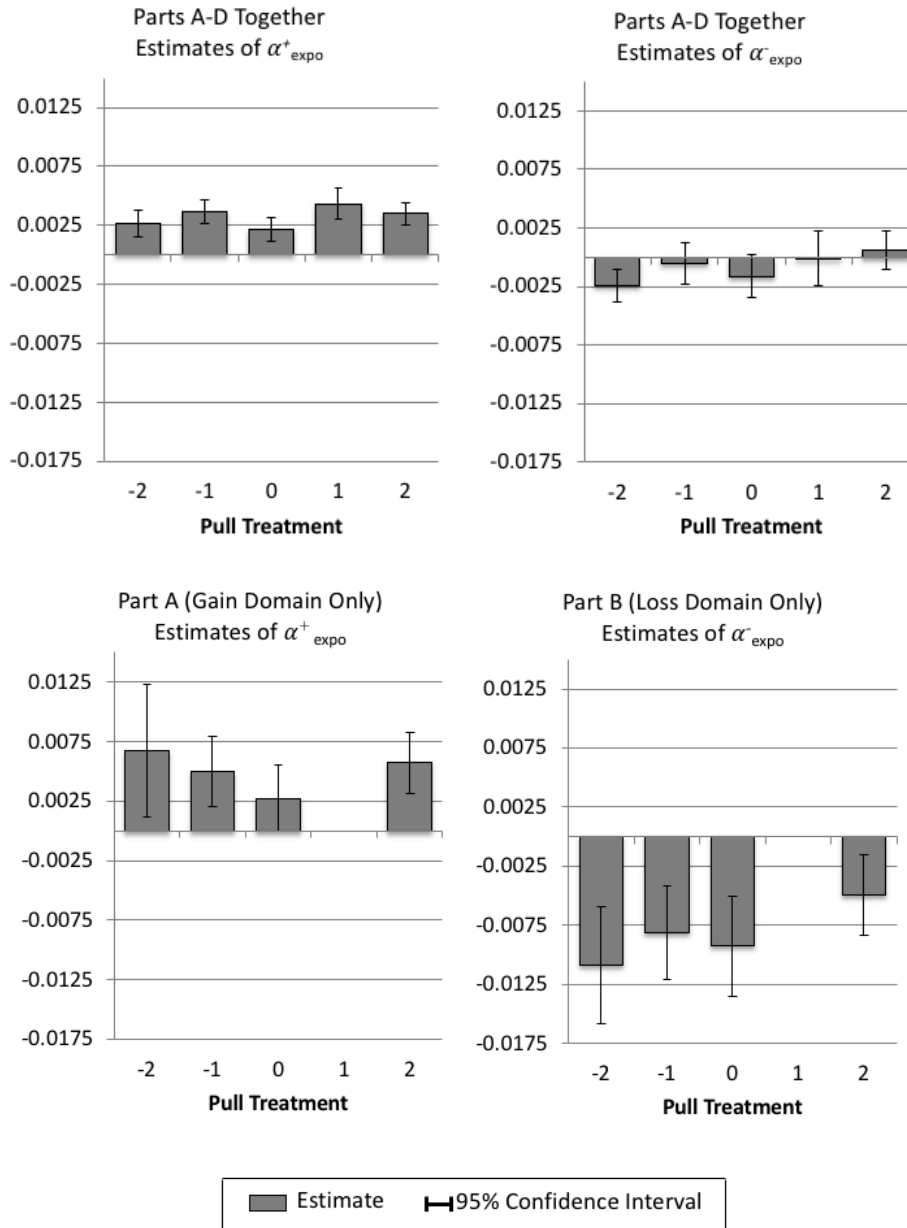 Parts A-D Together
Estimates of α⁺expo
0.0125
0.0075
0.0025
-0.0025
-0.0075
-0.0125
-0.0175
-2 -1 0 1 2
Pull Treatment
Parts A-D Together
Estimates of α⁻expo
0.0125
0.0075
0.0025
-0.0025
-0.0075
-0.0125
-0.0175
-2 -1 0 1 2
Pull Treatment
Part A (Gain Domain Only)
Estimates of α⁺ expo
0.0125
0.0075
0.0025
-0.0025
-0.0075
-0.0125
-0.0175
-2 -1 0 1 2
Pull Treatment
Part B (Loss Domain Only)
Estimates of α⁻expo
0.0125
0.0075
0.0025
-0.0025
-0.0075
-0.0125
-0.0175
-2 -1 0 1 2
Pull Treatment
Estimate 95% Confidence Interval